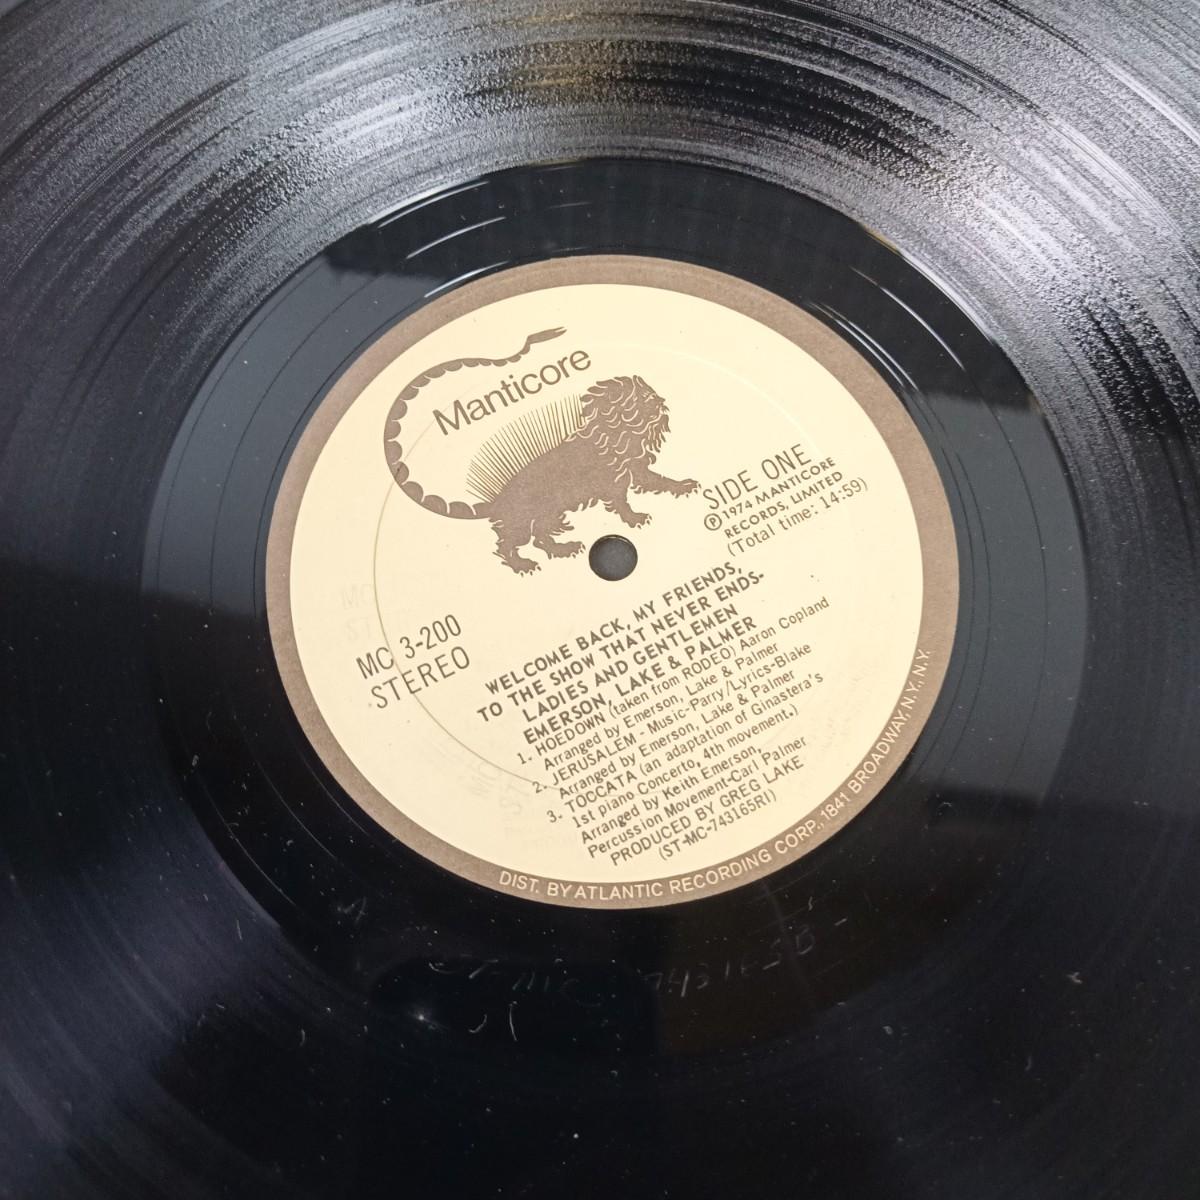 Manticore
SIDE ONE
Ⓟ1974 MANTICORE
RECORDS, LIMITED
(Total time: 14:59)
MC 3-200
STEREO
WELCOME BACK, MY FRIENDS,
TO THE SHOW THAT NEVER ENDS-
LADIES AND GENTLEMEN
EMERSON, LAKE & PALMER
1. HOEDOWN (taken from RODEO) Aaron Copland
Arranged by Emerson, Lake & Palmer
2. JERUSALEM - Music-Parry/Lyrics-Blake
Arranged by Emerson, Lake & Palmer
3. TOCCATA (an adaptation of Ginastera's
1st piano Concerto, 4th movement.)
Arranged by Keith Emerson,
Percussion Movement-Carl Palmer
PRODUCED BY GREG LAKE
(ST-MC-743165RI)
DIST. BY ATLANTIC RECORDING CORP., 1841 BROADWAY, N.Y., N.Y.